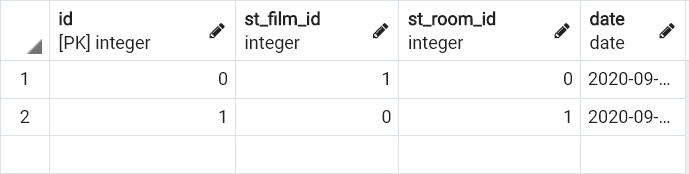 id st_film_id st_room_id date
[PK] integer integer integer date
1 0 1 0 2020-09-...
2 1 0 1 2020-09-...